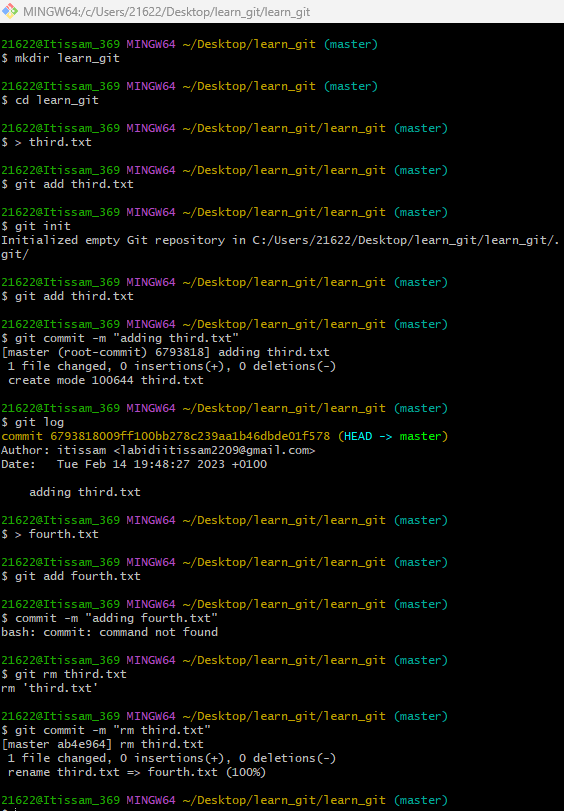 MINGW64:/c/Users/21622/Desktop/learn_git/learn_git
21622@Itissam_369 MINGW64 ~/Desktop/learn_git (master)
$ mkdir learn_git
21622@Itissam_369 MINGW64 ~/Desktop/learn_git (master)
$ cd learn_git
21622@Itissam_369 MINGW64 ~/Desktop/learn_git/learn_git (master)
$ > third.txt
21622@Itissam_369 MINGW64 ~/Desktop/learn_git/learn_git (master)
$ git add third.txt
21622@Itissam_369 MINGW64 ~/Desktop/learn_git/learn_git (master)
$ git init
Initialized empty Git repository in C:/Users/21622/Desktop/learn_git/learn_git/.
git/
21622@Itissam_369 MINGW64 ~/Desktop/learn_git/learn_git (master)
$ git add third.txt
21622@Itissam_369 MINGW64 ~/Desktop/learn_git/learn_git (master)
$ git commit -m "adding third.txt"
[master (root-commit) 6793818] adding third.txt
1 file changed, 0 insertions(+), 0 deletions(-)
create mode 100644 third.txt
21622@Itissam_369 MINGW64 ~/Desktop/learn_git/learn_git (master)
$ git log
commit 6793818009ff100bb278c239aa1b46dbde01f578 (HEAD -> master)
Author: itissam <labidiitissam2209@gmail.com>
Date:   Tue Feb 14 19:48:27 2023 +0100
adding third.txt
21622@Itissam_369 MINGW64 ~/Desktop/learn_git/learn_git (master)
$ > fourth.txt
21622@Itissam_369 MINGW64 ~/Desktop/learn_git/learn_git (master)
$ git add fourth.txt
21622@Itissam_369 MINGW64 ~/Desktop/learn_git/learn_git (master)
$ commit -m "adding fourth.txt"
bash: commit: command not found
21622@Itissam_369 MINGW64 ~/Desktop/learn_git/learn_git (master)
$ git rm third.txt
rm 'third.txt'
21622@Itissam_369 MINGW64 ~/Desktop/learn_git/learn_git (master)
$ git commit -m "rm third.txt"
[master ab4e964] rm third.txt
1 file changed, 0 insertions(+), 0 deletions(-)
rename third.txt => fourth.txt (100%)
21622@Itissam_369 MINGW64 ~/Desktop/learn_git/learn_git (master)